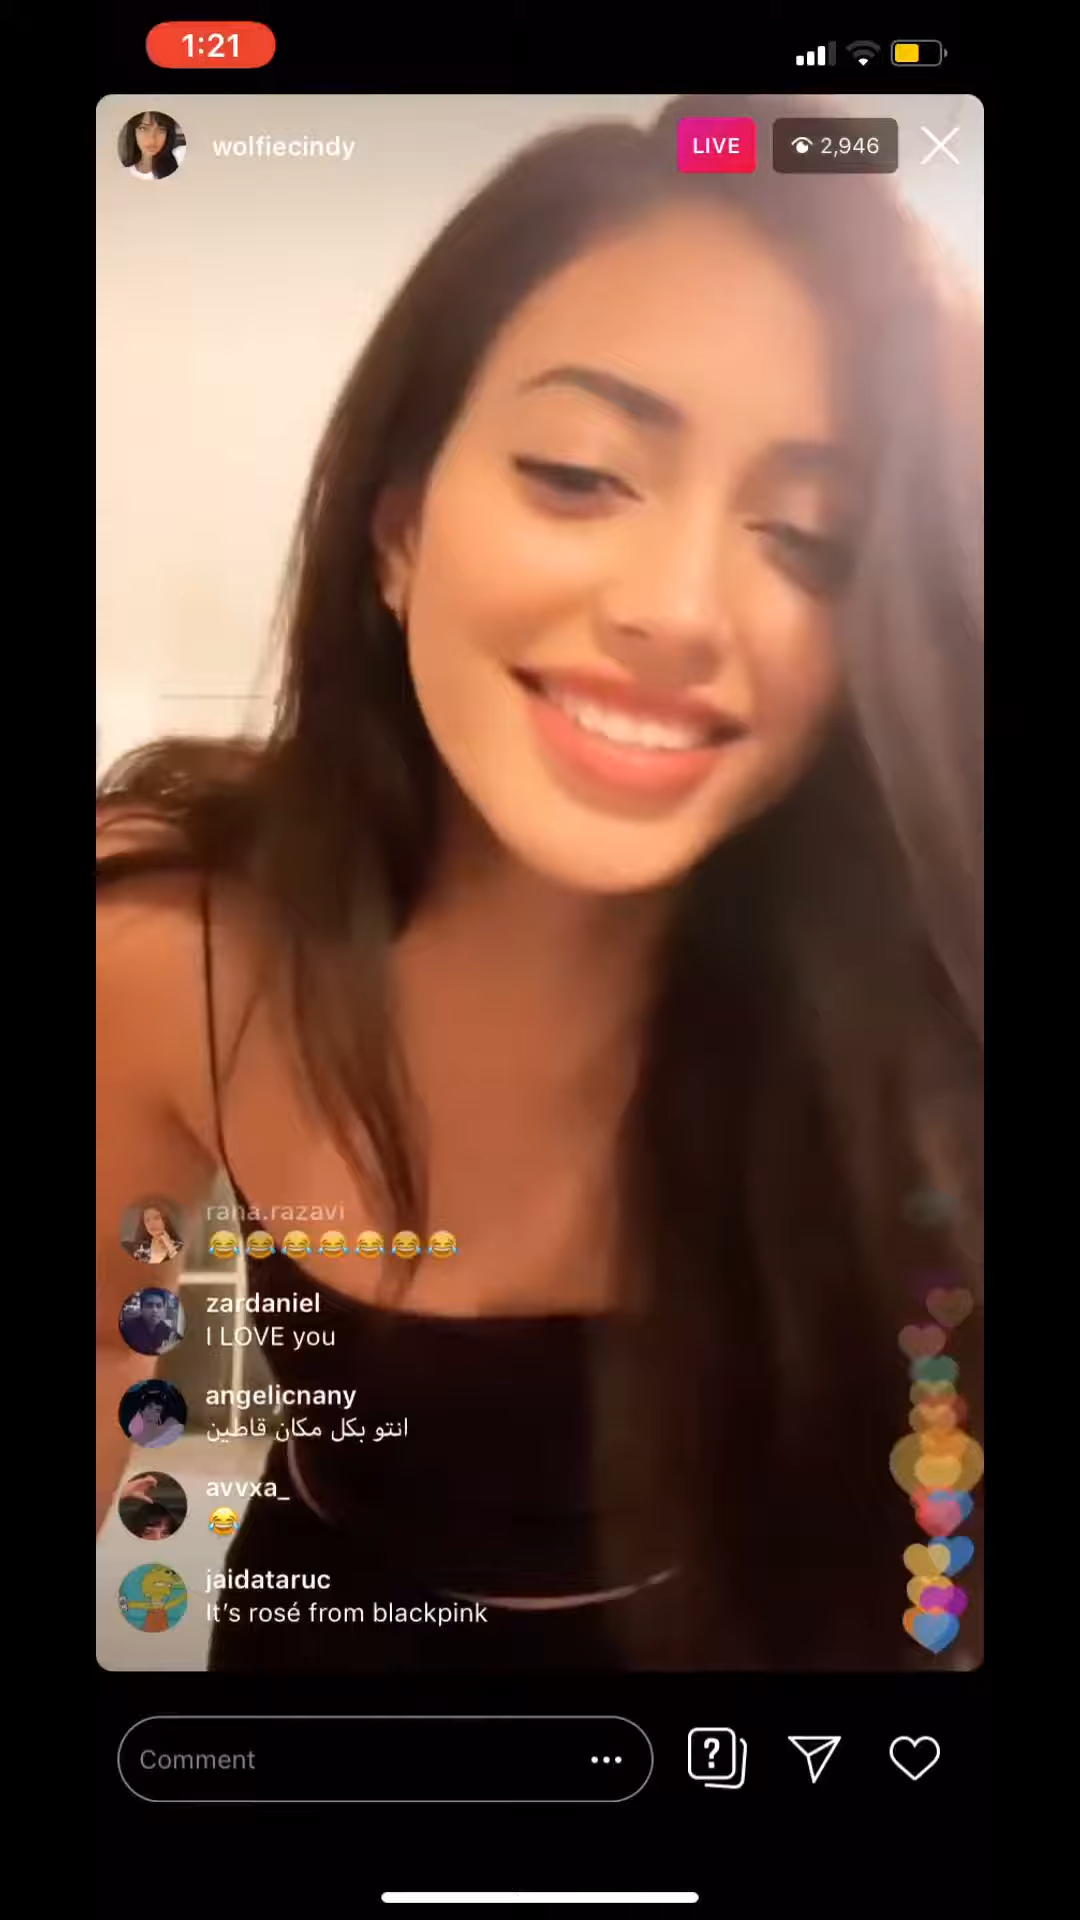 1:21
wolfiecindy
LIVE
2,946
rana.razavi
😂😂😂😂😂😂😂
zardaniel
I LOVE you
angelicnany
انتو بكل مكان قاطين
avvxa_
😂
jaidataruc
It's rosé from blackpink
Comment